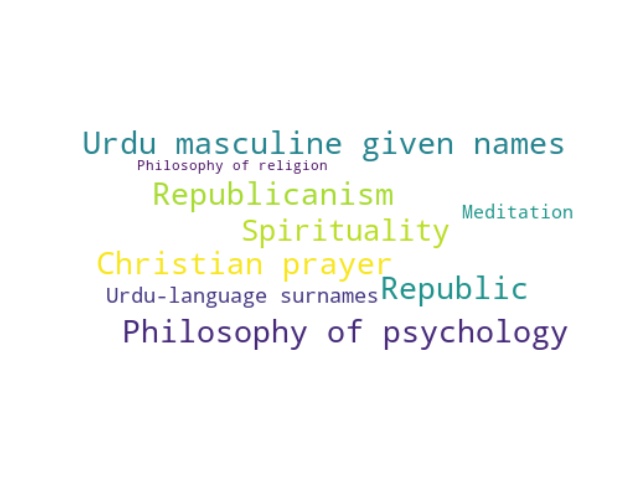 Urdu masculine given names
Philosophy of religion
Republicanism
Meditation
Spirituality
Christian prayer
Republic
Urdu-language surnames
Philosophy of psychology